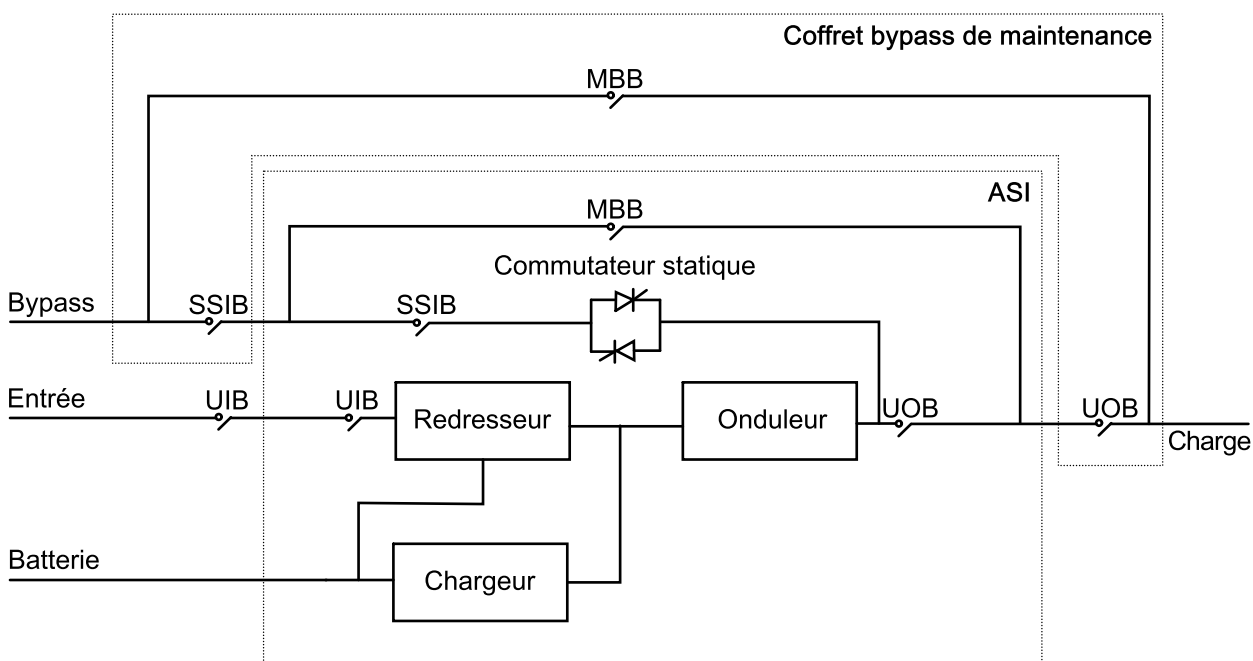 Coffret bypass de maintenance
MBB
ASI
MBB
Commutateur statique
Bypass
SSIB
SSIB
Entrée
UIB
UIB
Redresseur
Onduleur
UOB
UOB
Charge
Batterie
Chargeur